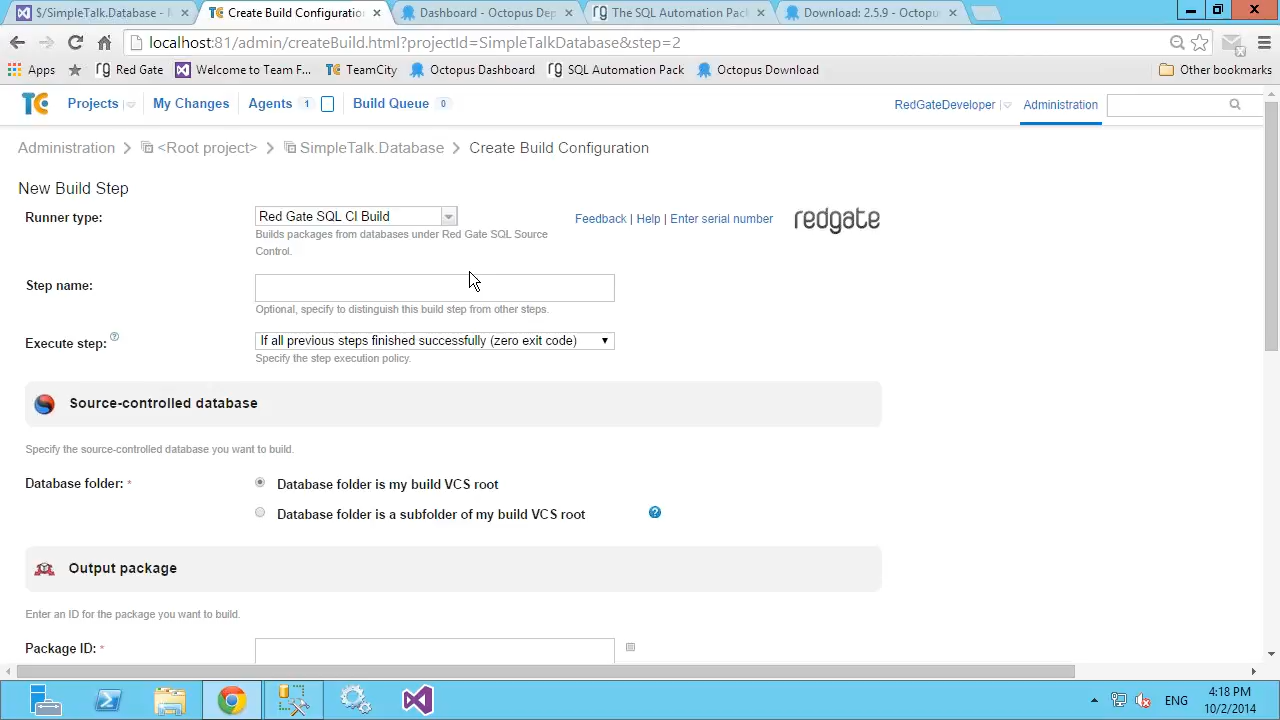 $/SimpleTalk.Database - M
Create Build Configuration
Dashboard - Octopus Dep
The SQL Automation Pack
Download: 2.5.9 - Octopus
localhost:81/admin/createBuild.html?projectId=SimpleTalkDatabase&step=2
Apps
Red Gate
Welcome to Team F...
TeamCity
Octopus Dashboard
SQL Automation Pack
Octopus Download
Other bookmarks
TC
Projects
My Changes
Agents 1
Build Queue 0
RedGateDeveloper
Administration
Administration > <Root project> > SimpleTalk.Database > Create Build Configuration
New Build Step
Runner type:
Red Gate SQL CI Build
Feedback | Help | Enter serial number
redgate
Builds packages from databases under Red Gate SQL Source
Control.
Step name:
Optional, specify to distinguish this build step from other steps.
Execute step: ?
If all previous steps finished successfully (zero exit code)
Specify the step execution policy.
Source-controlled database
Specify the source-controlled database you want to build.
Database folder: *
Database folder is my build VCS root
Database folder is a subfolder of my build VCS root
?
Output package
Enter an ID for the package you want to build.
Package ID: *
ENG
4:18 PM
10/2/2014